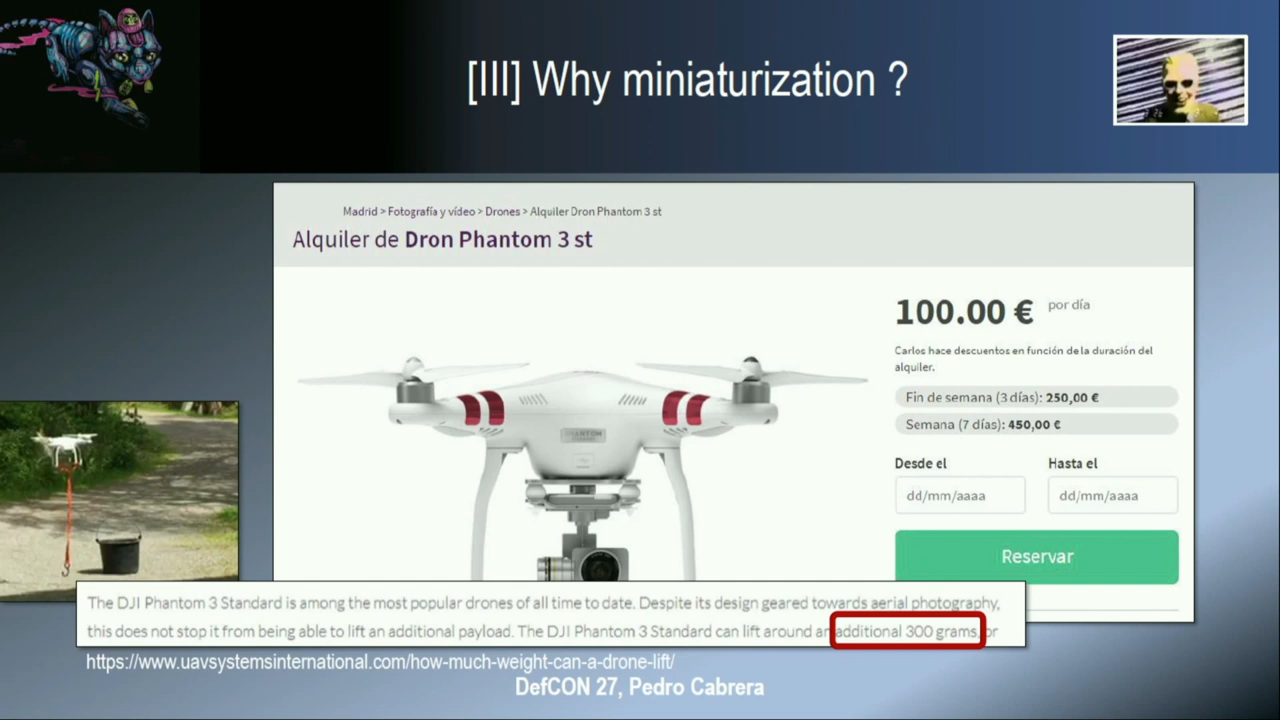 [III] Why miniaturization ?
Madrid > Fotografía y vídeo > Drones > Alquiler Dron Phantom 3 st
Alquiler de Dron Phantom 3 st
100.00 € por día
Carlos hace descuentos en función de la duración del
alquiler.
Fin de semana (3 días): 250,00 €
Semana (7 días): 450,00 €
Desde el Hasta el
dd/mm/aaaa dd/mm/aaaa
Reservar
PHANTOM
The DJI Phantom 3 Standard is among the most popular drones of all time to date. Despite its design geared towards aerial photography,
this does not stop it from being able to lift an additional payload. The DJI Phantom 3 Standard can lift around an additional 300 grams, or
https://www.uavsystemsinternational.com/how-much-weight-can-a-drone-lift/
DefCON 27, Pedro Cabrera